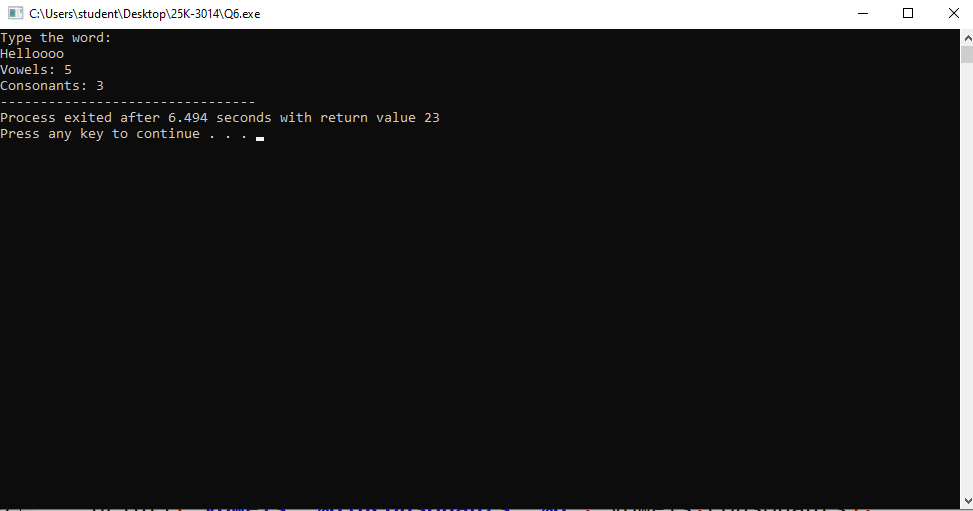 C:\Users\student\Desktop\25K-3014\Q6.exe
Type the word:
Helloooo
Vowels: 5
Consonants: 3
--------------------------------
Process exited after 6.494 seconds with return value 23
Press any key to continue . . .